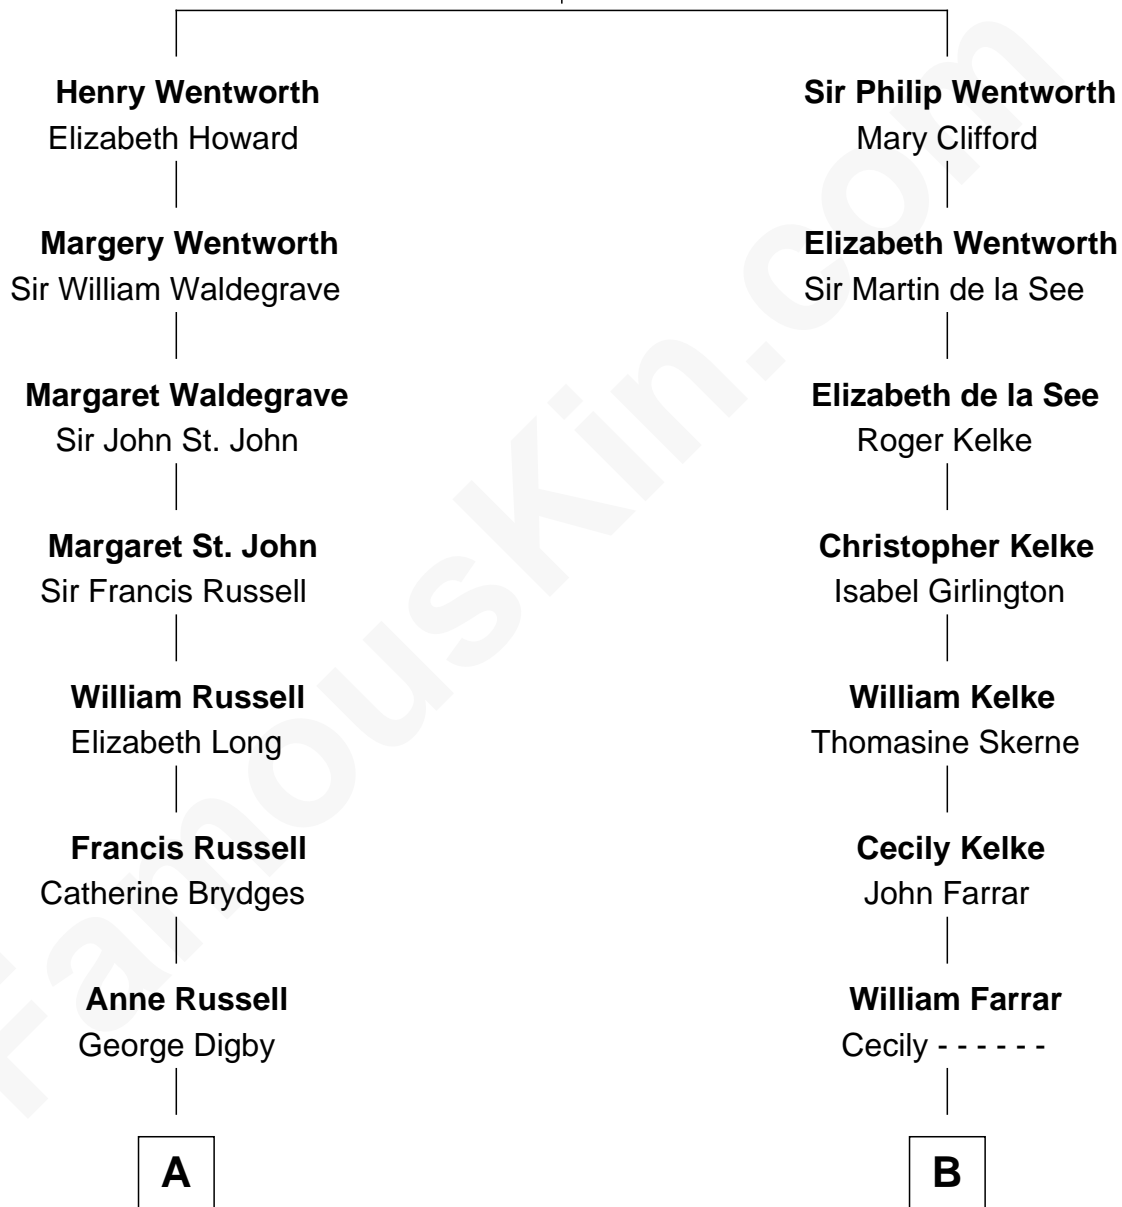 Henry Wentworth
Elizabeth Howard
Margery Wentworth
Sir William Waldegrave
Margaret Waldegrave
Sir John St. John
Margaret St. John
Sir Francis Russell
William Russell
Elizabeth Long
Francis Russell
Catherine Brydges
Anne Russell
George Digby
A
Sir Philip Wentworth
Mary Clifford
Elizabeth Wentworth
Sir Martin de la See
Elizabeth de la See
Roger Kelke
Christopher Kelke
Isabel Girlington
William Kelke
Thomasine Skerne
Cecily Kelke
John Farrar
William Farrar
Cecily - - - - - -
B
FamousKin.com